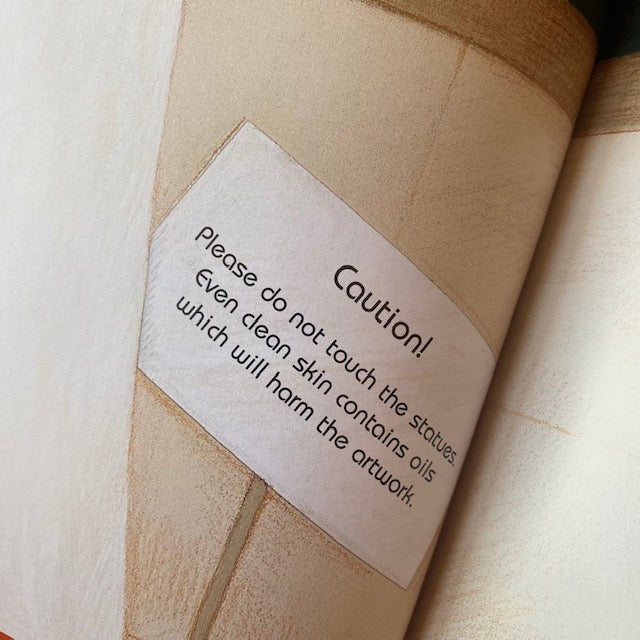 Caution!
Please do not touch the statues.
Even clean skin contains oils
which will harm the artwork.